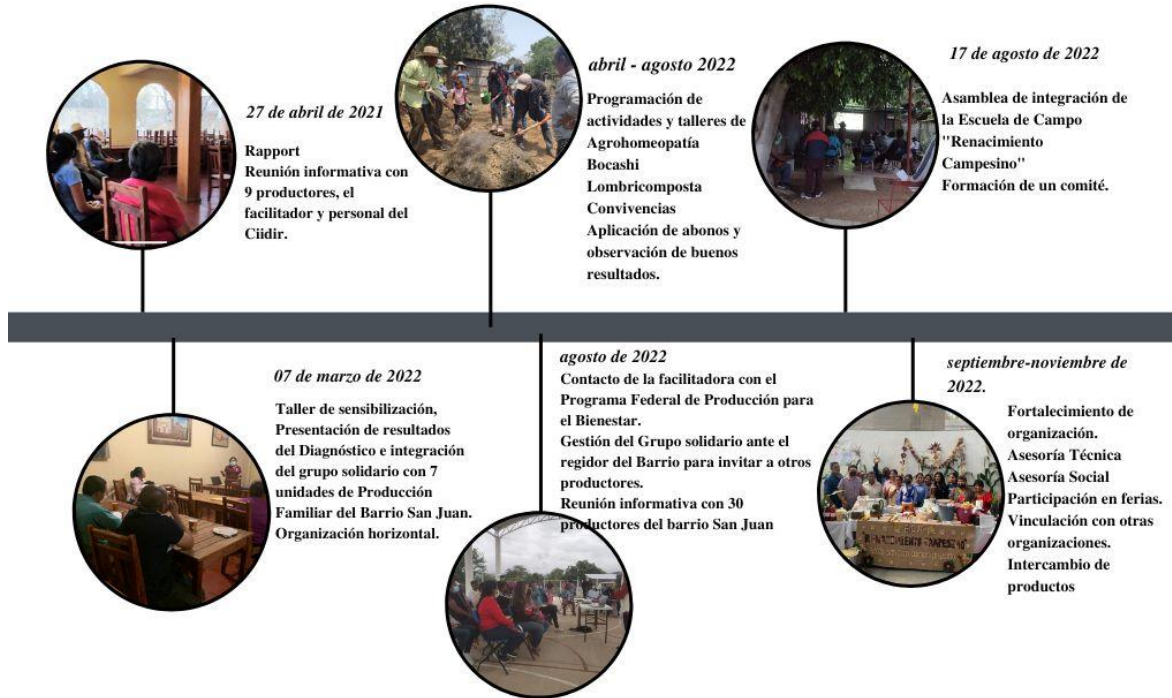 27 de abril de 2021
Rapport
Reunión informativa con
9 productores, el
facilitador y personal del
Ciidir.
07 de marzo de 2022
Taller de sensibilización,
Presentación de resultados
del Diagnóstico e integración
del grupo solidario con 7
unidades de Producción
Familiar del Barrio San Juan.
Organización horizontal.
abril - agosto 2022
Programación de
actividades y talleres de
Agrohomeopatía
Bocashi
Lombricomposta
Convivencias
Aplicación de abonos y
observación de buenos
resultados.
agosto de 2022
Contacto de la facilitadora con el
Programa Federal de Producción para
el Bienestar.
Gestión del Grupo solidario ante el
regidor del Barrio para invitar a otros
productores.
Reunión informativa con 30
productores del barrio San Juan
17 de agosto de 2022
Asamblea de integración de
la Escuela de Campo
"Renacimiento
Campesino"
Formación de un comité.
septiembre-noviembre de
2022.
Fortalecimiento de
organización.
Asesoría Técnica
Asesoría Social
Participación en ferias.
Vinculación con otras
organizaciones.
Intercambio de
productos